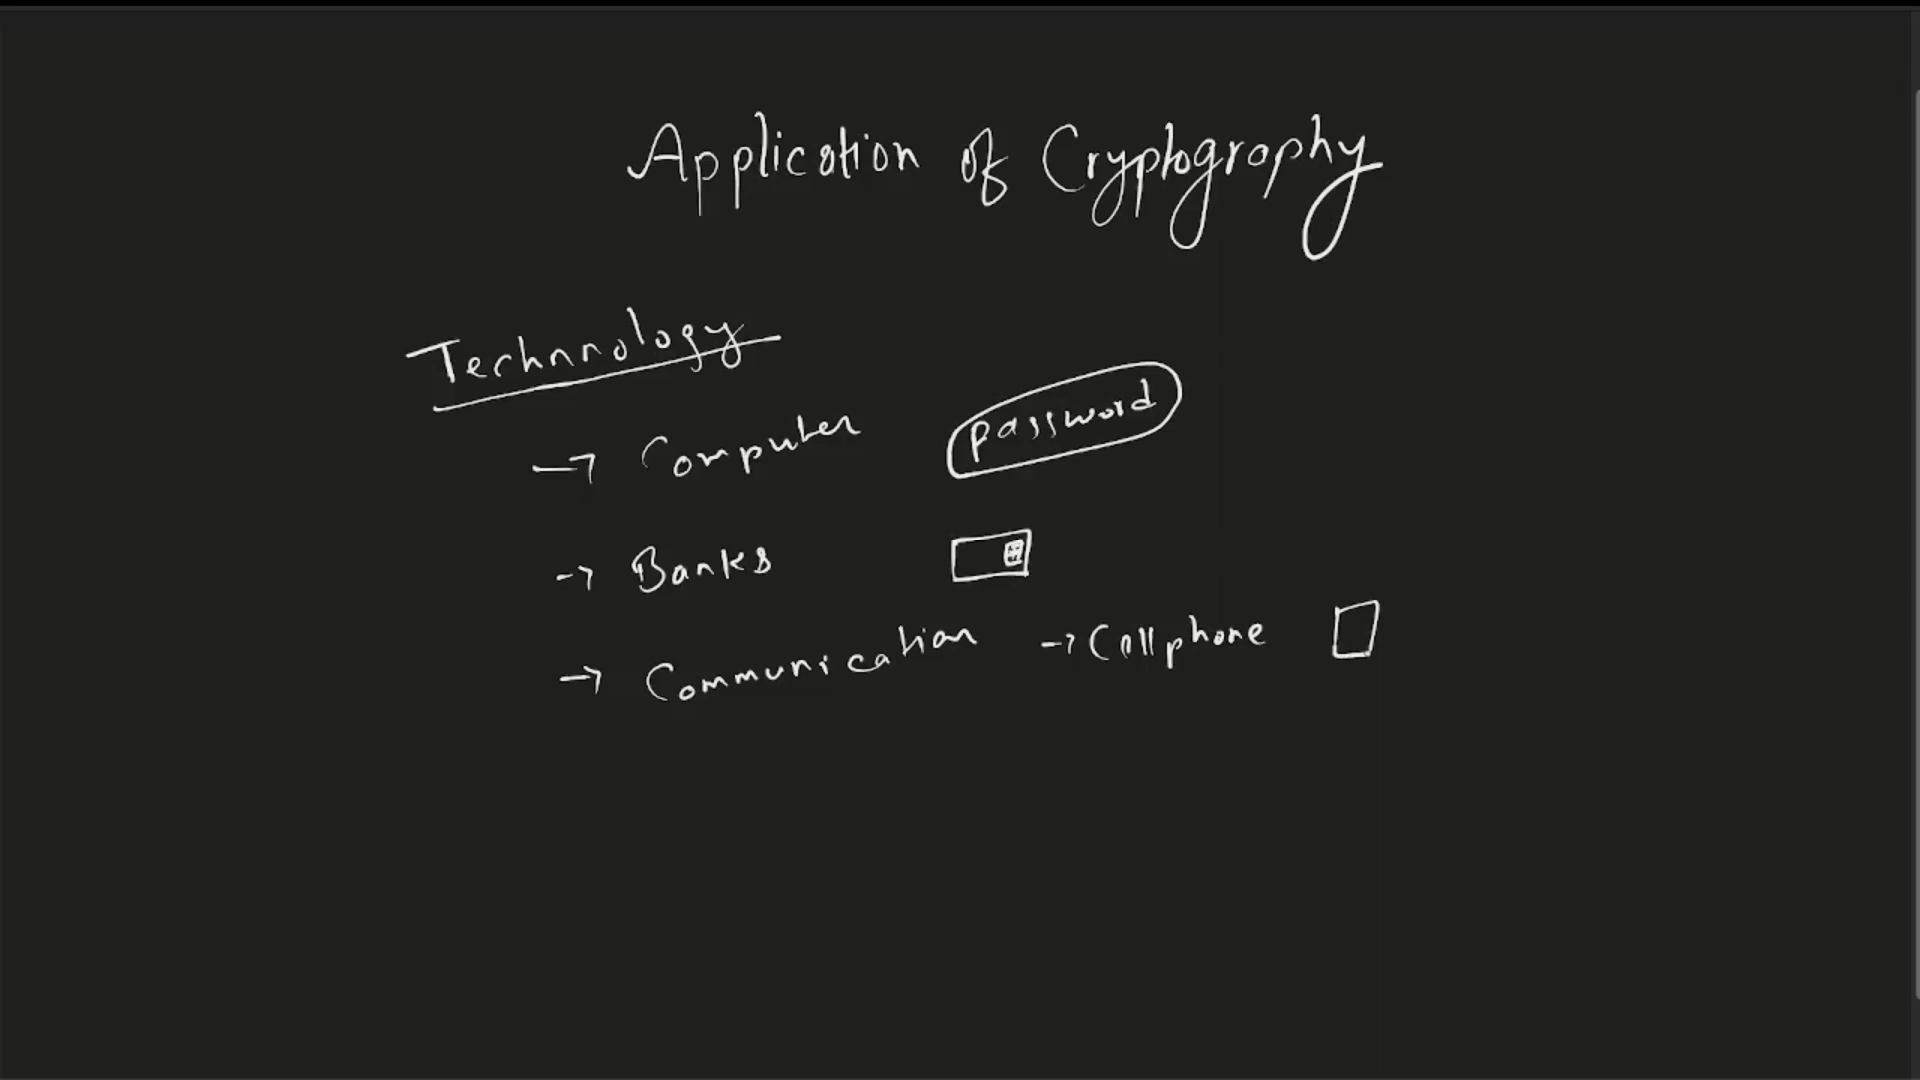 Application of Cryptography
Technology
→ Computer password
→ Banks
→ Communication → Cellphone